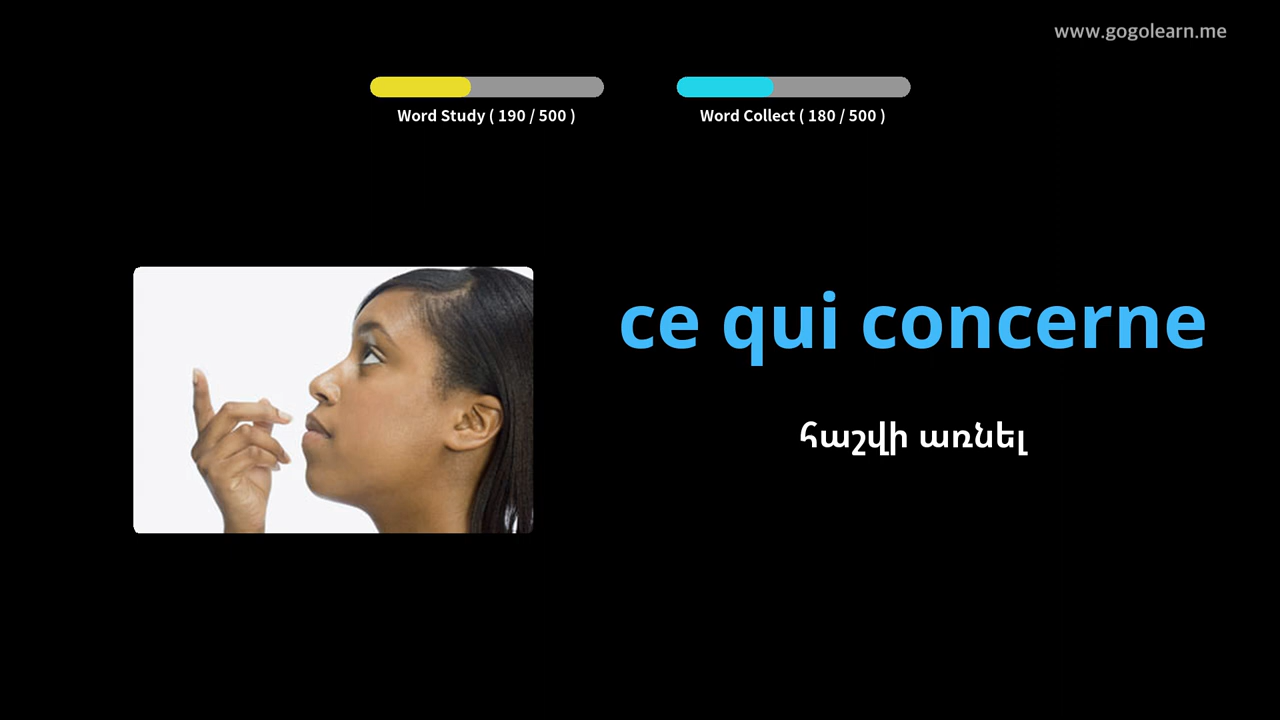 www.gogolearn.me
Word Study ( 190 / 500 )
Word Collect ( 180 / 500 )
ce qui concerne
հաշվի առնել